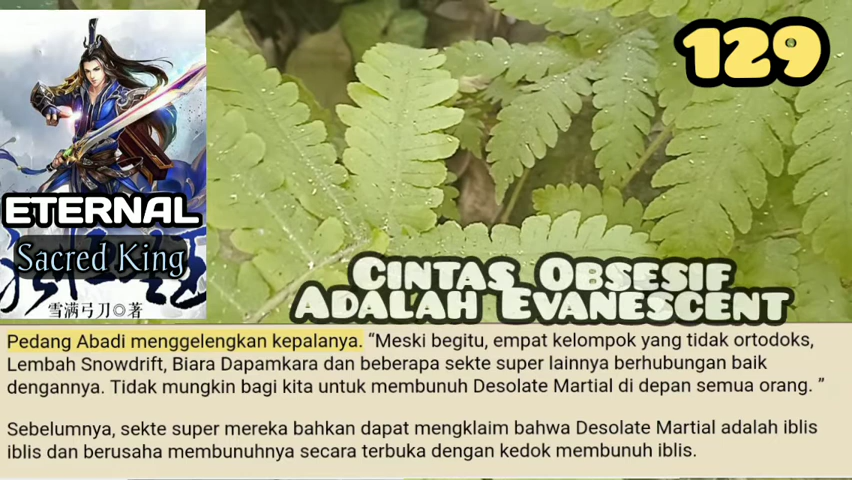 129
ETERNAL
Sacred King
雪满弓刀◎著
CINTAS OBSESIF
ADALAH EVANESCENT
Pedang Abadi menggelengkan kepalanya. “Meski begitu, empat kelompok yang tidak ortodoks,
Lembah Snowdrift, Biara Dapamkara dan beberapa sekte super lainnya berhubungan baik
dengannya. Tidak mungkin bagi kita untuk membunuh Desolate Martial di depan semua orang. ”
Sebelumnya, sekte super mereka bahkan dapat mengklaim bahwa Desolate Martial adalah iblis
iblis dan berusaha membunuhnya secara terbuka dengan kedok membunuh iblis.